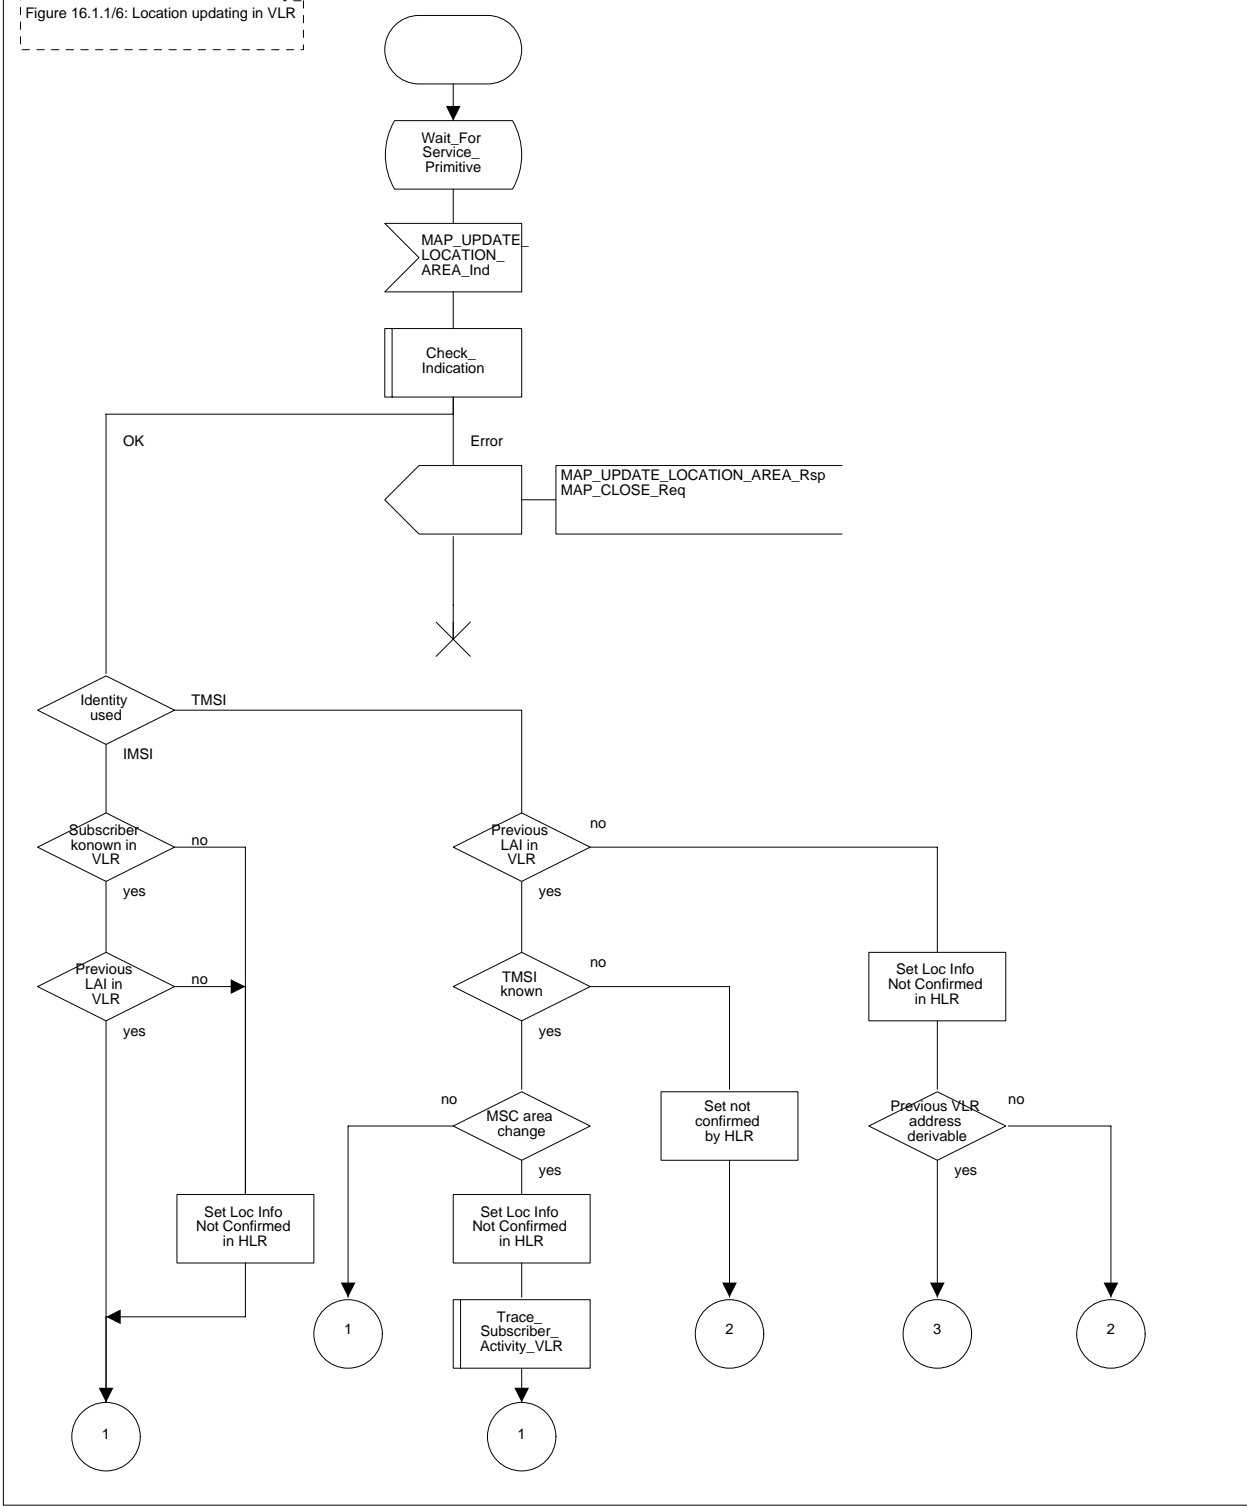 Figure 16.1.1/6: Location updating in VLR
Wait_For
Service_
Primitive
MAP_UPDATE_
LOCATION_
AREA_Ind
Check_
Indication
OK
Error
MAP_UPDATE_LOCATION_AREA_Rsp
MAP_CLOSE_Req
Identity
used
TMSI
IMSI
Subscriber
konown in
VLR
no
yes
Previous
LAI in
VLR
no
yes
Previous
LAI in
VLR
no
yes
TMSI
known
no
yes
Set Loc Info
Not Confirmed
in HLR
no
MSC area
change
yes
Set not
confirmed
by HLR
Previous VLR
address
derivable
no
yes
Set Loc Info
Not Confirmed
in HLR
Set Loc Info
Not Confirmed
in HLR
1
Trace_
Subscriber_
Activity_VLR
2
3
2
1
1